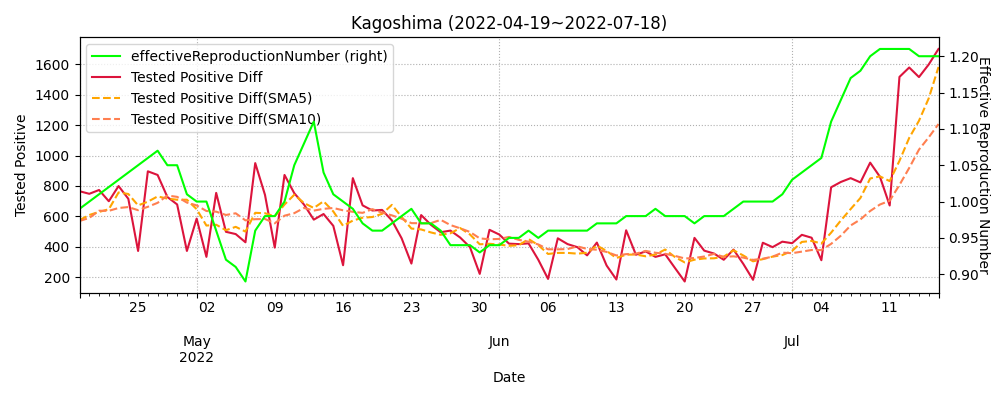 Kagoshima (2022-04-19~2022-07-18)
effectiveReproductionNumber (right)
Tested Positive Diff
Tested Positive Diff(SMA5)
Tested Positive Diff(SMA10)
Tested Positive
1600
1400
1200
1000
800
600
400
200
1.20
1.15
1.10
1.05
1.00
0.95
0.90
Effective Reproduction Number
25 02 09 16 23 30 06 13 20 27 04 11
May Jun Jul
2022
Date